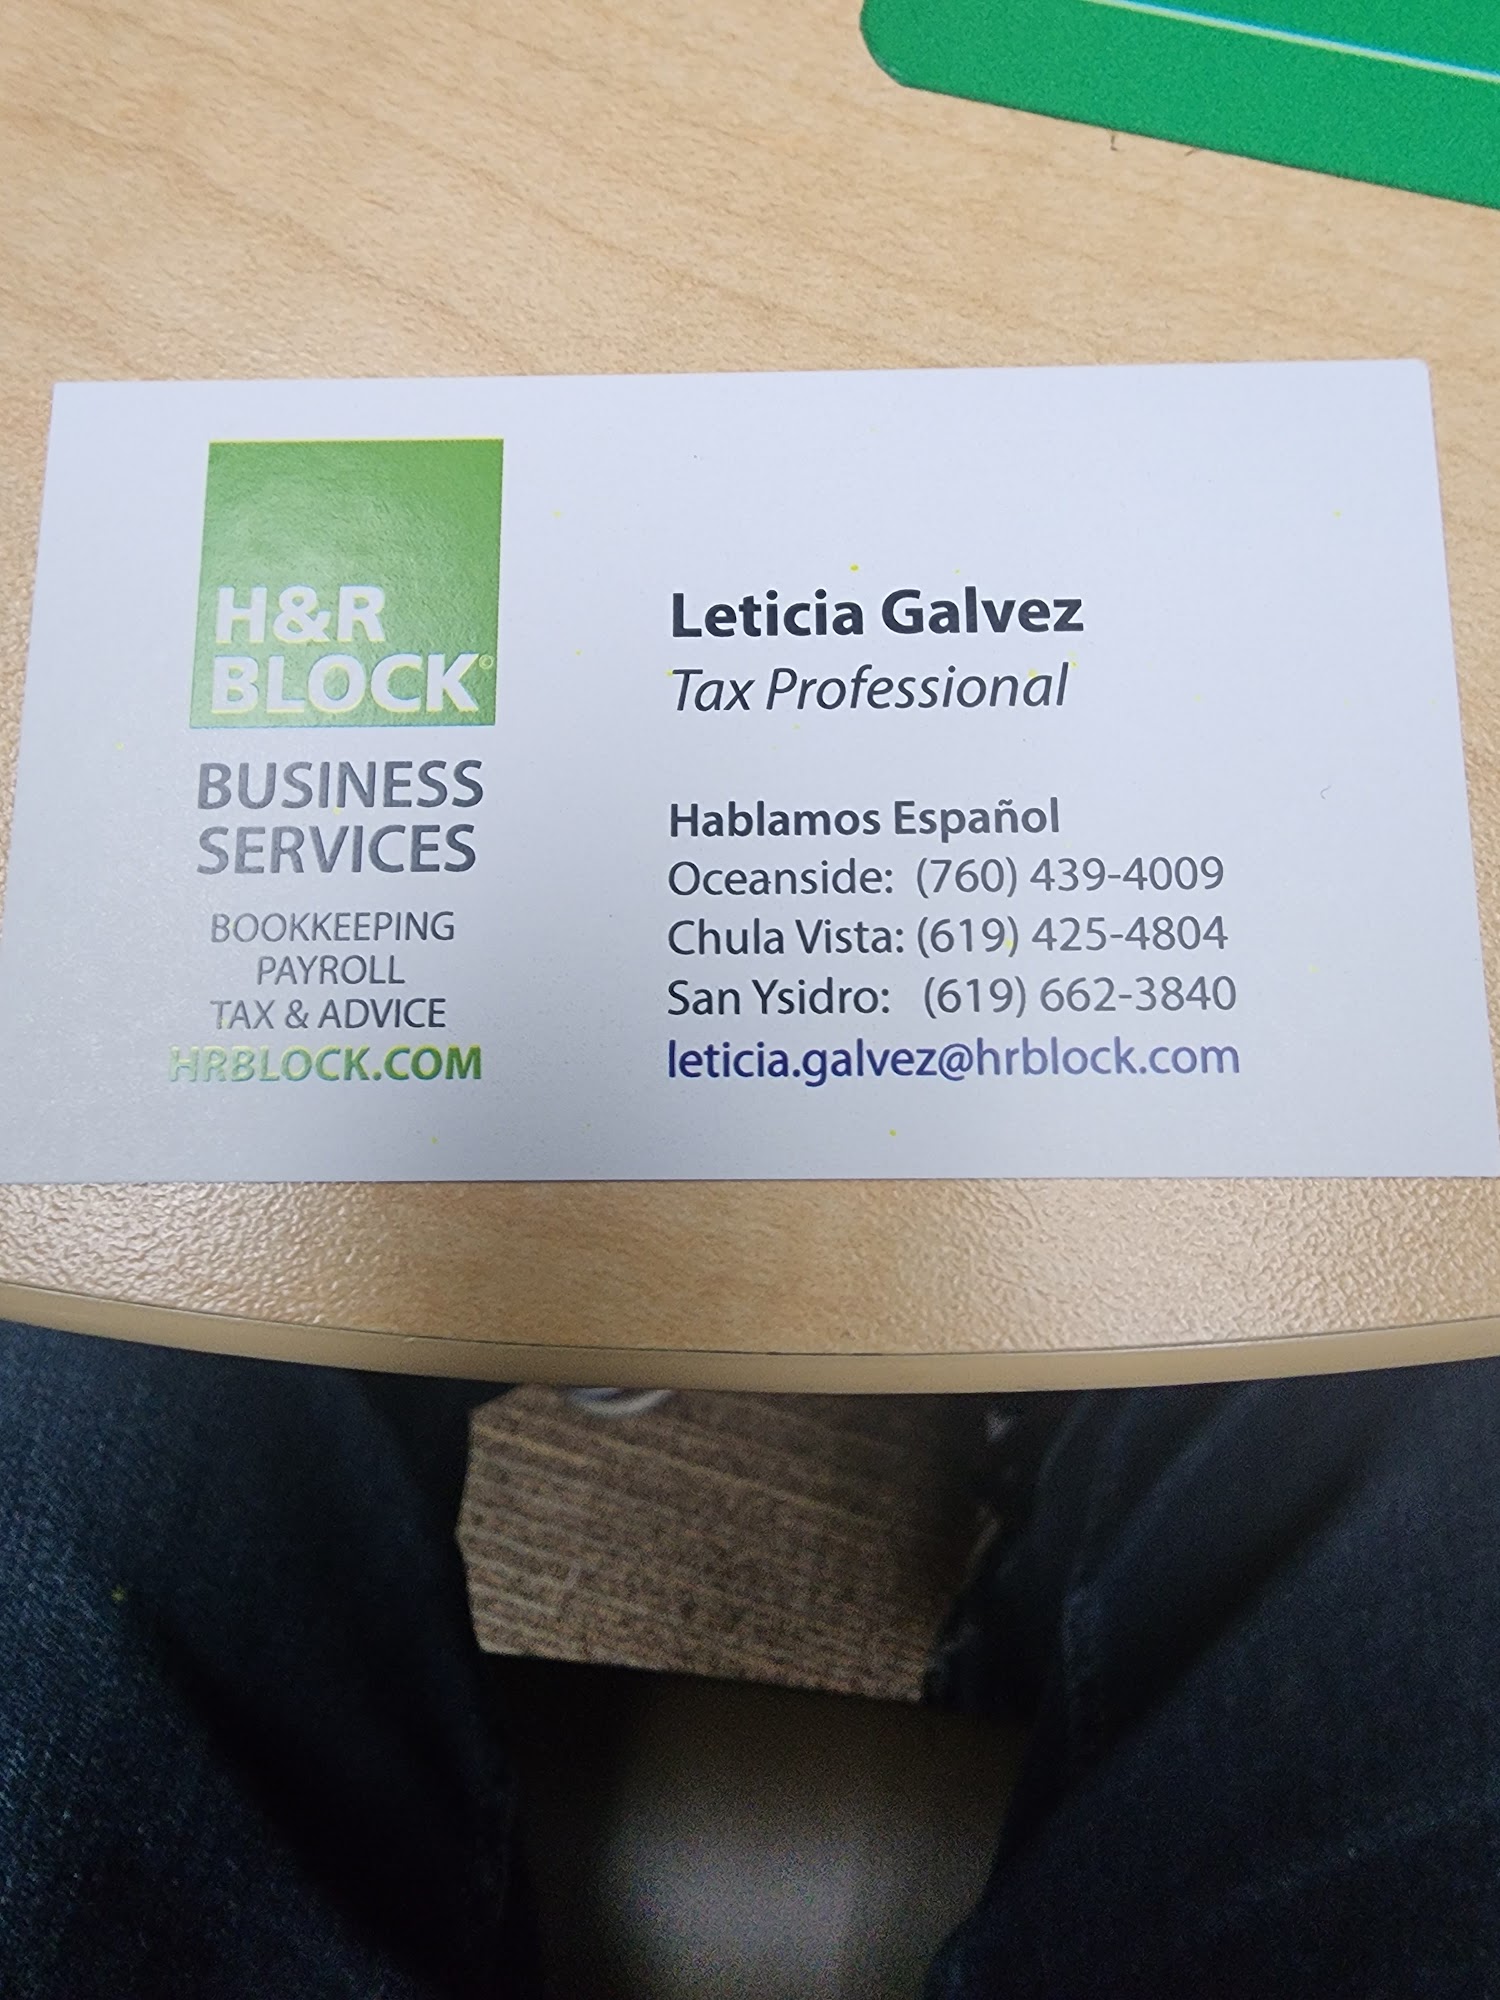 H&R
BLOCK©
BUSINESS
SERVICES
BOOKKEEPING
PAYROLL
TAX & ADVICE
HRBLOCK.COM
Leticia Galvez
Tax Professional
Hablamos Español
Oceanside: (760) 439-4009
Chula Vista: (619) 425-4804
San Ysidro: (619) 662-3840
leticia.galvez@hrblock.com